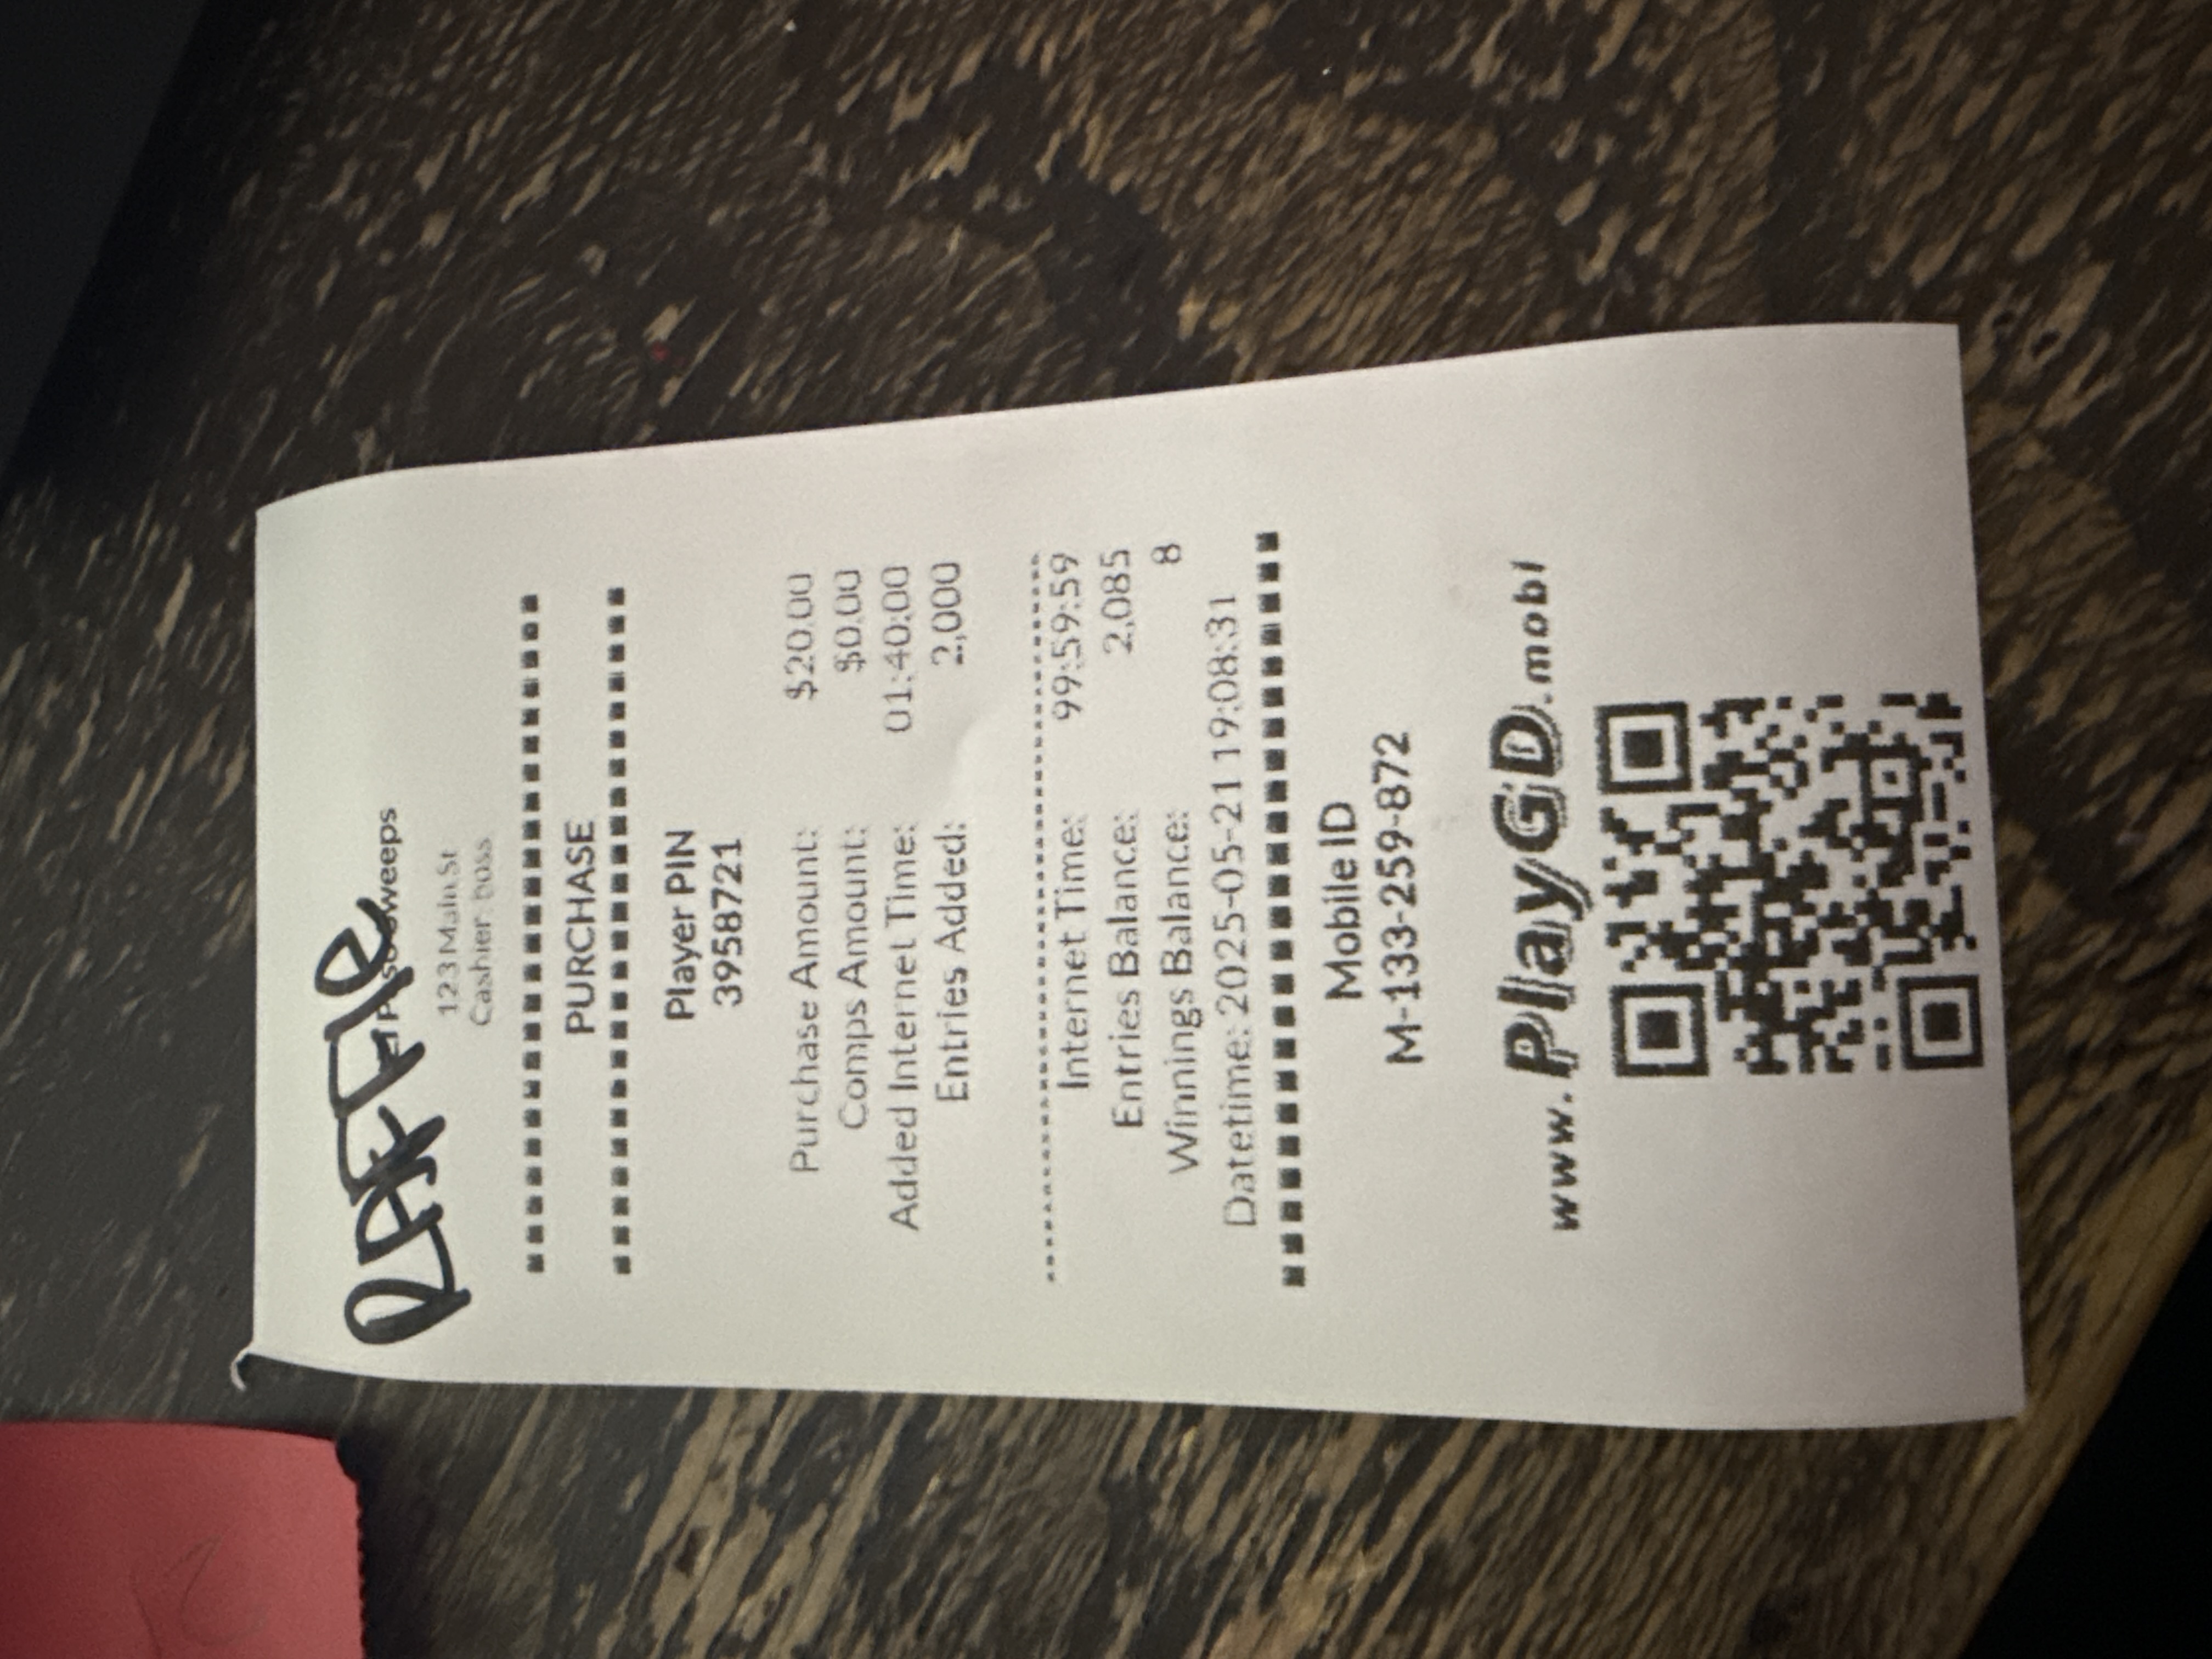 RAFFle
Sweeps
123 Main St
Cashier: boss
PURCHASE
Player PIN
3958721
Purchase Amount: $20.00
Comps Amount: $0.00
Added Internet Time: 01:40:00
Entries Added: 2,000
Internet Time: 99:59:59
Entries Balance: 2,085
Winnings Balance: 8
Datetime: 2025-05-21 19:08:31
Mobile ID
M-133-259-872
www.PlayGD.mobi